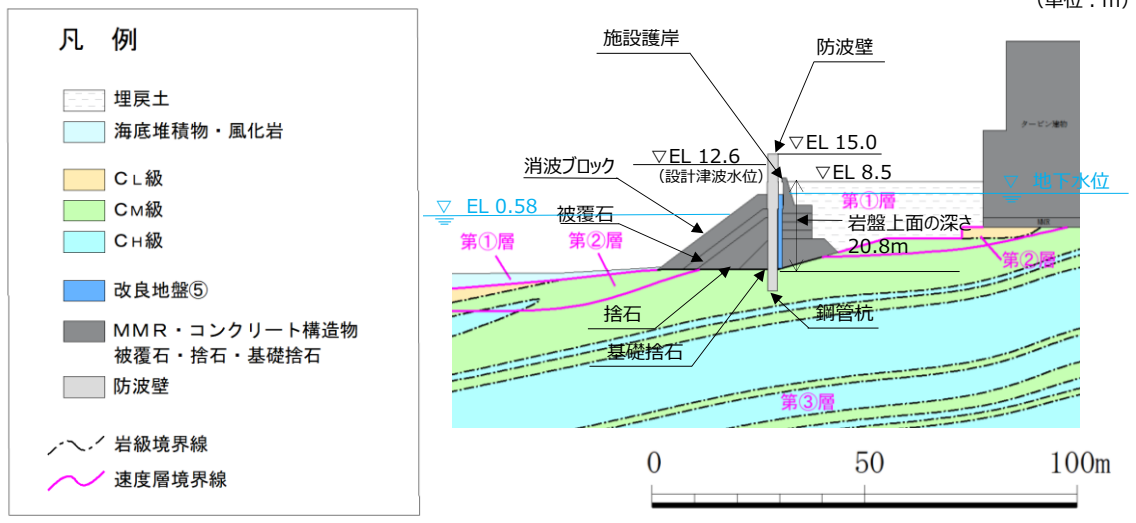 (単位：m)
凡 例
埋戻土
海底堆積物・風化岩
ＣＬ級
ＣＭ級
ＣＨ級
改良地盤⑤
ＭＭＲ・コンクリート構造物
被覆石・捨石・基礎捨石
防波壁
岩級境界線
速度層境界線
施設護岸
防波壁
タービン建物
▽EL 15.0
▽EL 12.6
(設計津波水位)
▽EL 8.5
消波ブロック
▽ 地下水位
▽ EL 0.58
被覆石
第①層
岩盤上面の深さ
20.8m
第①層
第②層
第②層
捨石
鋼管杭
基礎捨石
第③層
0 50 100m